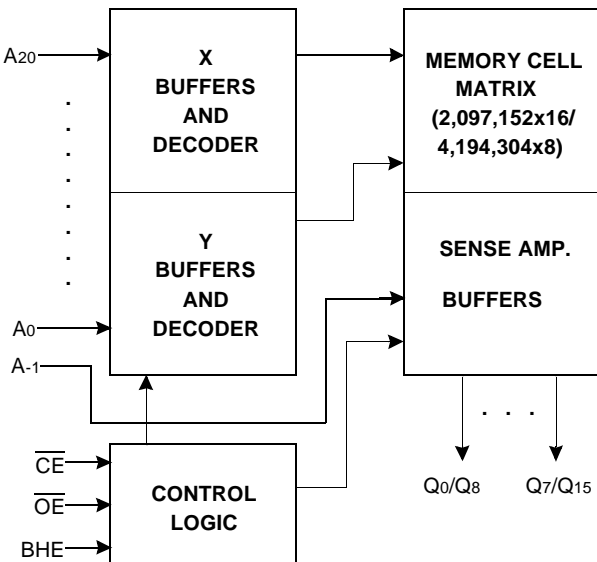 A20
X
BUFFERS
AND
DECODER
MEMORY CELL
MATRIX
(2,097,152x16/
4,194,304x8)
Y
BUFFERS
AND
DECODER
SENSE AMP.
BUFFERS
A0
A-1
. . .
CE
OE
BHE
CONTROL
LOGIC
Q0/Q8
Q7/Q15